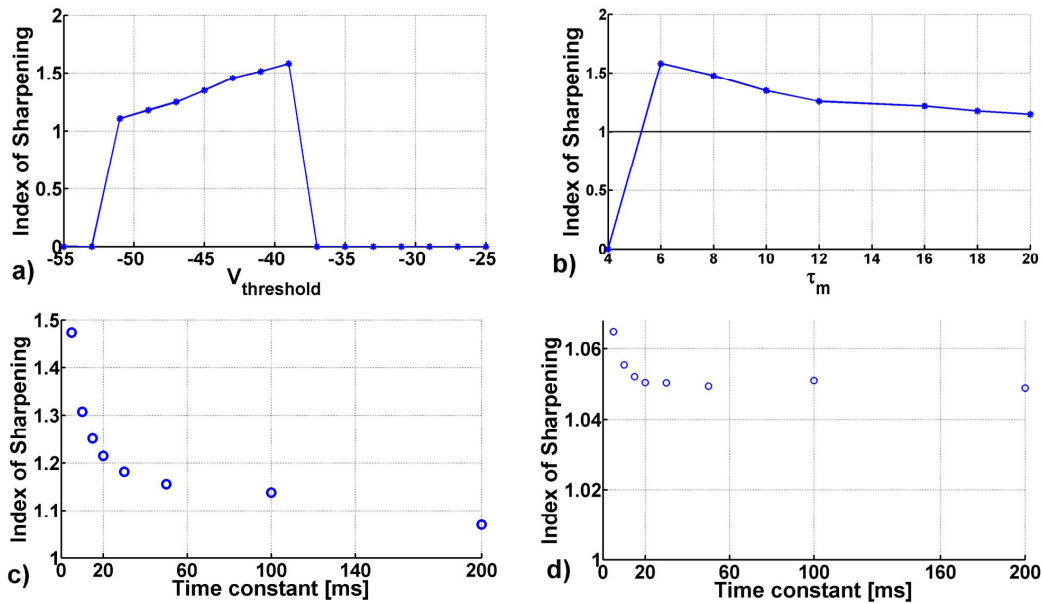 2
1.5
1
0.5
0
Index of Sharpening
-55 -50 -45 -40 -35 -30 -25
V_threshold
a)
2
1.5
1
0.5
0
Index of Sharpening
4 6 8 10 12 14 16 18 20
τ_m
b)
1.5
1.4
1.3
1.2
1.1
1
Index of Sharpening
0 20 60 100 140 200
Time constant [ms]
c)
1.06
1.04
1.02
1
Index of Sharpening
0 20 60 100 160 200
Time constant [ms]
d)